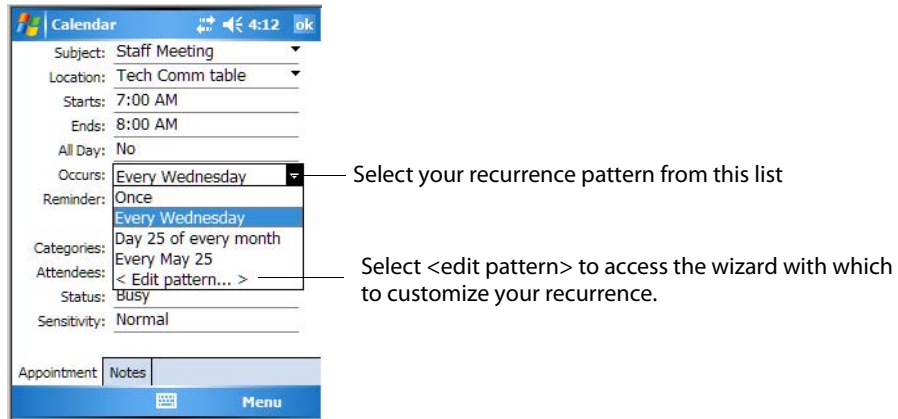 Calendar 4:12 ok
Subject: Staff Meeting
Location: Tech Comm table
Starts: 7:00 AM
Ends: 8:00 AM
All Day: No
Occurs: Every Wednesday
Select your recurrence pattern from this list
Reminder:
Once
Every Wednesday
Day 25 of every month
Categories:
Every May 25
Attendees:
< Edit pattern... >
Select <edit pattern> to access the wizard with which
to customize your recurrence.
Status: Busy
Sensitivity: Normal
Appointment Notes
Menu